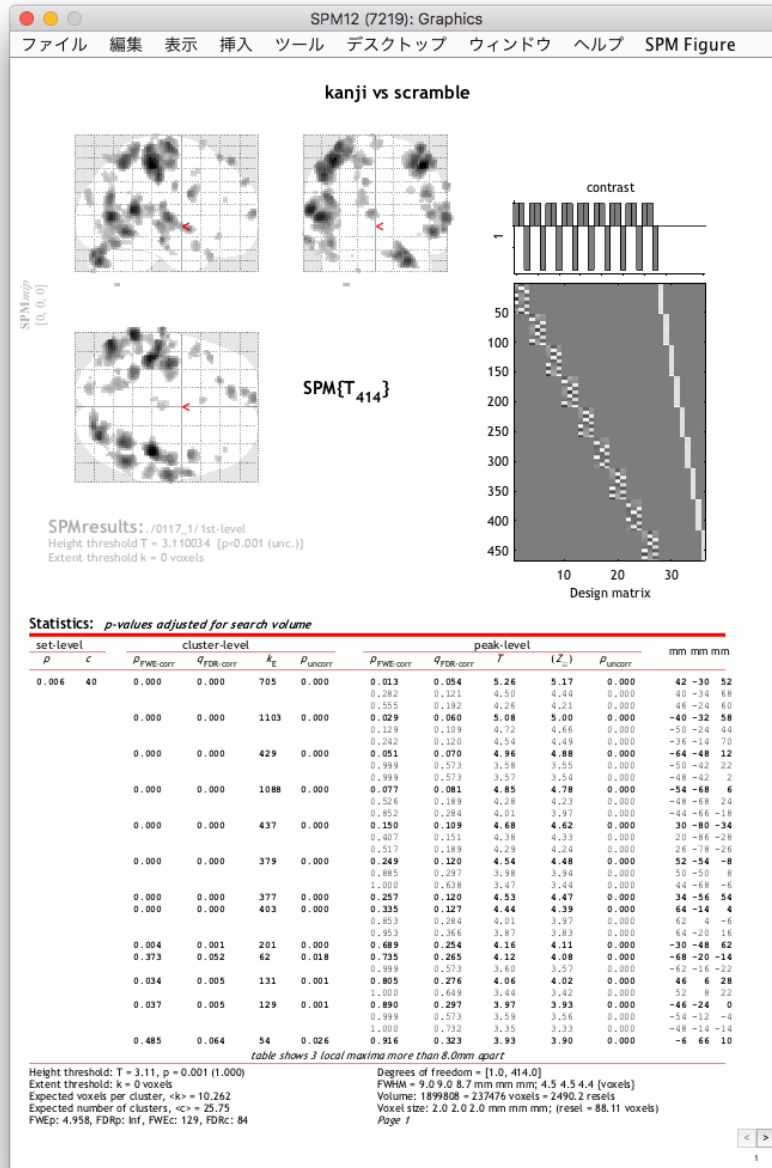 SPM12 (7219): Graphics
ファイル 編集 表示 挿入 ツール デスクトップ ウィンドウ ヘルプ SPM Figure
kanji vs scramble
<
<
<
SPMmip
[0, 0, 0]
SPM{T414}
contrast
1
50
100
150
200
250
300
350
400
450
10 20 30
Design matrix
SPMresults: ./0117_1/1st-level
Height threshold T = 3.110034 {p<0.001 (unc.)}
Extent threshold k = 0 voxels
Statistics: p-values adjusted for search volume
set-level cluster-level peak-level mm mm mm
p c pFWE-corr qFDR-corr kE puncorr pFWE-corr qFDR-corr T (Z≡) puncorr
0.006 40 0.000 0.000 705 0.000 0.013 0.054 5.26 5.17 0.000 42 -30 52
0.282 0.121 4.50 4.44 0.000 40 -34 68
0.555 0.192 4.26 4.21 0.000 46 -24 60
0.000 0.000 1103 0.000 0.029 0.060 5.08 5.00 0.000 -40 -32 58
0.129 0.109 4.72 4.66 0.000 -50 -24 44
0.242 0.120 4.54 4.49 0.000 -36 -14 70
0.000 0.000 429 0.000 0.051 0.070 4.96 4.88 0.000 -64 -48 12
0.999 0.573 3.58 3.55 0.000 -50 -42 22
0.999 0.573 3.57 3.54 0.000 -48 -42 2
0.000 0.000 1088 0.000 0.077 0.081 4.85 4.78 0.000 -54 -68 6
0.526 0.189 4.28 4.23 0.000 -48 -68 24
0.852 0.284 4.01 3.97 0.000 -44 -66 -18
0.000 0.000 437 0.000 0.150 0.109 4.68 4.62 0.000 30 -80 -34
0.407 0.151 4.38 4.33 0.000 20 -86 -28
0.517 0.189 4.29 4.24 0.000 26 -78 -26
0.000 0.000 379 0.000 0.249 0.120 4.54 4.48 0.000 52 -54 -8
0.885 0.297 3.98 3.94 0.000 50 -50 8
1.000 0.638 3.47 3.44 0.000 44 -68 -6
0.000 0.000 377 0.000 0.257 0.120 4.53 4.47 0.000 34 -56 54
0.000 0.000 403 0.000 0.335 0.127 4.44 4.39 0.000 64 -14 4
0.853 0.284 4.01 3.97 0.000 62 4 -6
0.953 0.366 3.87 3.83 0.000 64 -20 16
0.004 0.001 201 0.000 0.689 0.254 4.16 4.11 0.000 -30 -48 62
0.373 0.052 62 0.018 0.735 0.265 4.12 4.08 0.000 -68 -20 -14
0.999 0.573 3.60 3.57 0.000 -62 -16 -22
0.034 0.005 131 0.001 0.805 0.276 4.06 4.02 0.000 46 6 28
1.000 0.649 3.44 3.42 0.000 52 8 22
0.037 0.005 129 0.001 0.890 0.297 3.97 3.93 0.000 -46 -24 0
0.999 0.573 3.59 3.56 0.000 -54 -12 -4
1.000 0.732 3.35 3.33 0.000 -48 -14 -14
0.485 0.064 54 0.026 0.916 0.323 3.93 3.90 0.000 -6 66 10
table shows 3 local maxima more than 8.0mm apart
Height threshold: T = 3.11, p = 0.001 (1.000)
Extent threshold: k = 0 voxels
Expected voxels per cluster, <k> = 10.262
Expected number of clusters, <c> = 25.75
FWEp: 4.958, FDRp: Inf, FWEc: 129, FDRc: 84
Degrees of freedom = [1.0, 414.0]
FWHM = 9.0 9.0 8.7 mm mm mm; 4.5 4.5 4.4 {voxels}
Volume: 1899808 = 237476 voxels = 2490.2 resels
Voxel size: 2.0 2.0 2.0 mm mm mm; (resel = 88.11 voxels)
Page 1
< >
1